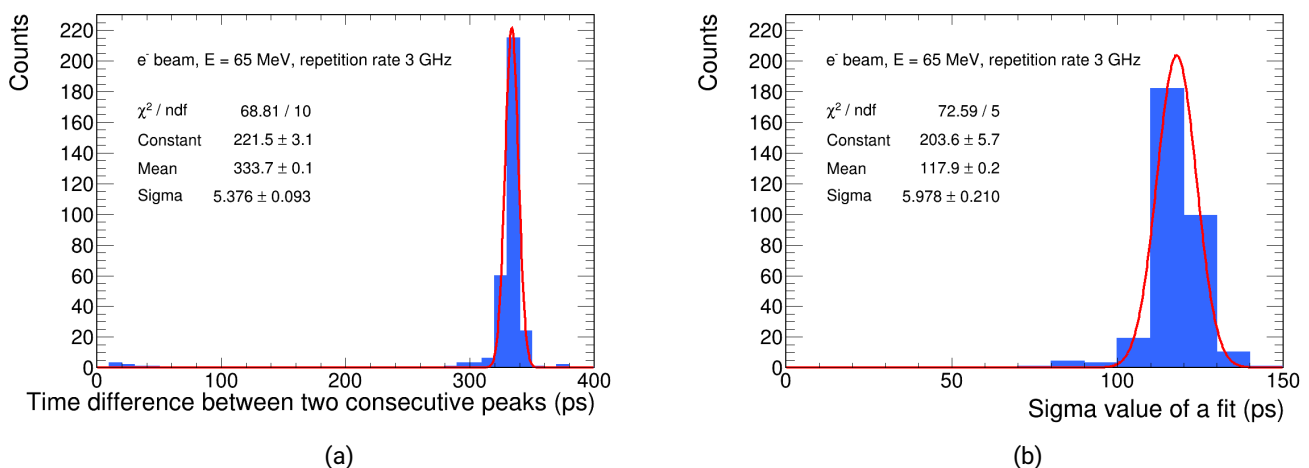 Counts
220
200
180
160
140
120
100
80
60
40
20
0
e⁻ beam, E = 65 MeV, repetition rate 3 GHz
χ² / ndf 68.81 / 10
Constant 221.5 ± 3.1
Mean 333.7 ± 0.1
Sigma 5.376 ± 0.093
0 100 200 300 400
Time difference between two consecutive peaks (ps)
(a)
Counts
220
200
180
160
140
120
100
80
60
40
20
0
e⁻ beam, E = 65 MeV, repetition rate 3 GHz
χ² / ndf 72.59 / 5
Constant 203.6 ± 5.7
Mean 117.9 ± 0.2
Sigma 5.978 ± 0.210
0 50 100 150
Sigma value of a fit (ps)
(b)